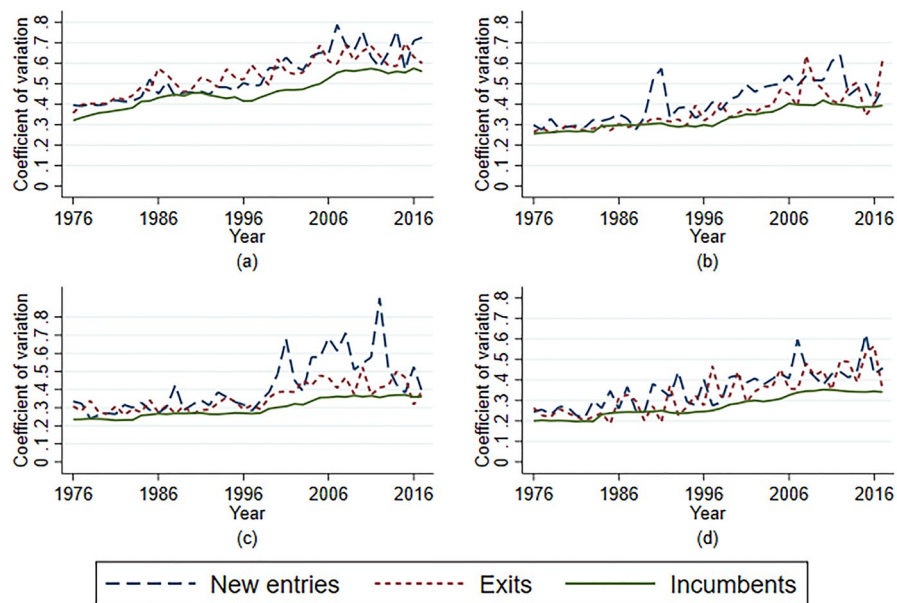 Coefficient of variation
0 .1 .2 .3 .4 .5 .6 .7 .8
1976 1986 1996 2006 2016
Year
(a)
Coefficient of variation
0 .1 .2 .3 .4 .5 .6 .7 .8
1976 1986 1996 2006 2016
Year
(b)
Coefficient of variation
0 .1 .2 .3 .4 .5 .6 .7 .8
1976 1986 1996 2006 2016
Year
(c)
Coefficient of variation
0 .1 .2 .3 .4 .5 .6 .7 .8
1976 1986 1996 2006 2016
Year
(d)
New entries Exits Incumbents